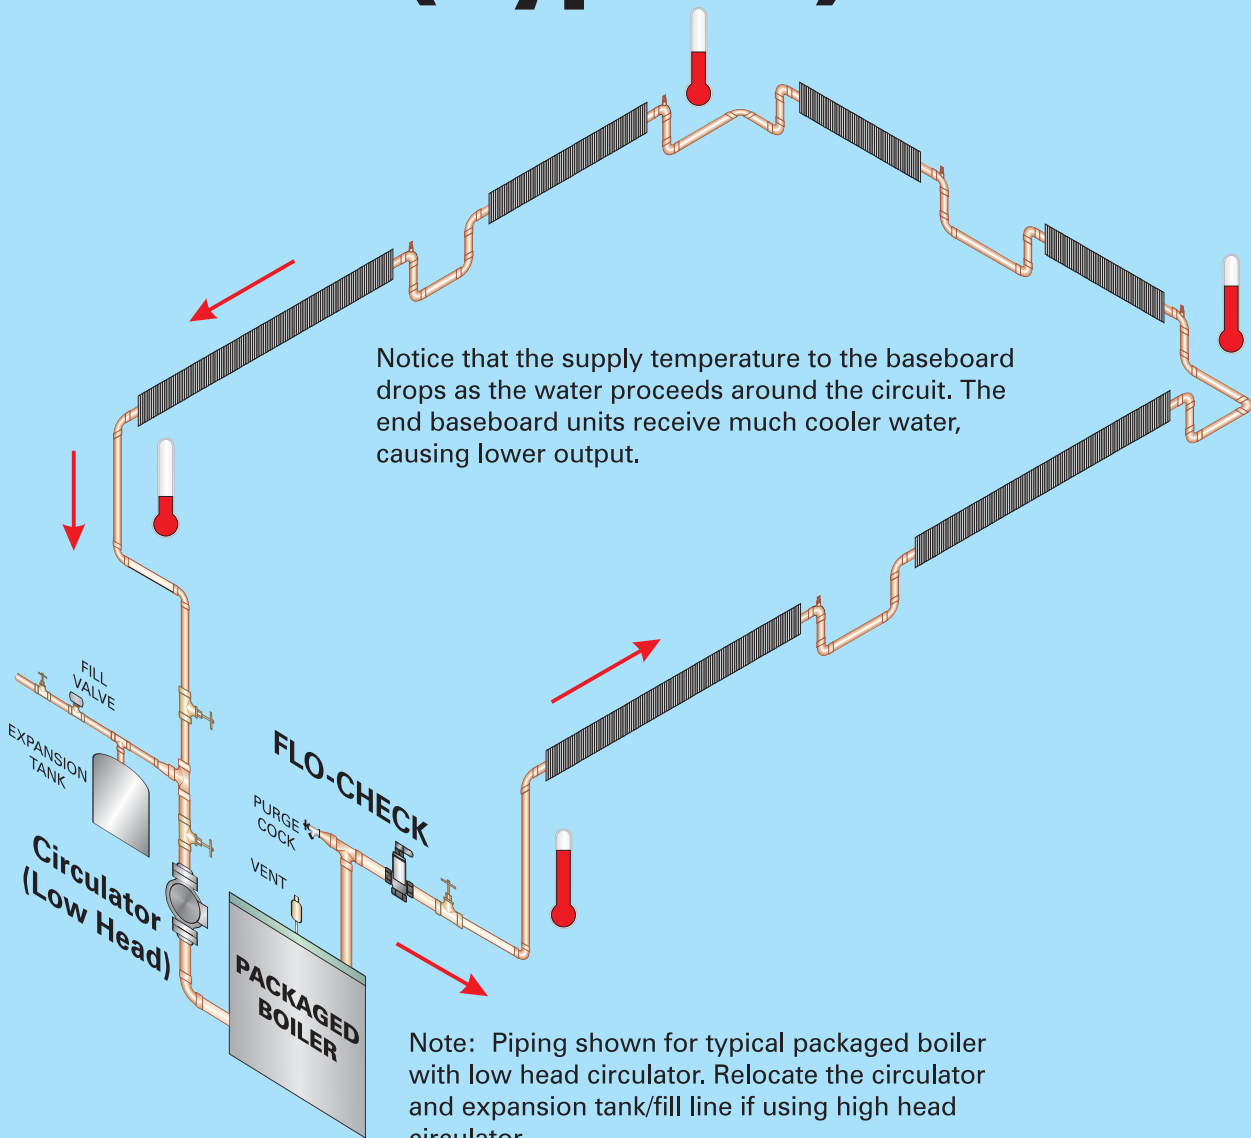 Notice that the supply temperature to the baseboard
drops as the water proceeds around the circuit. The
end baseboard units receive much cooler water,
causing lower output.
FILL
VALVE
EXPANSION
TANK
FLO-CHECK
PURGE
COCK
Circulator
(Low Head)
VENT
PACKAGED
BOILER
Note: Piping shown for typical packaged boiler
with low head circulator. Relocate the circulator
and expansion tank/fill line if using high head
circulator